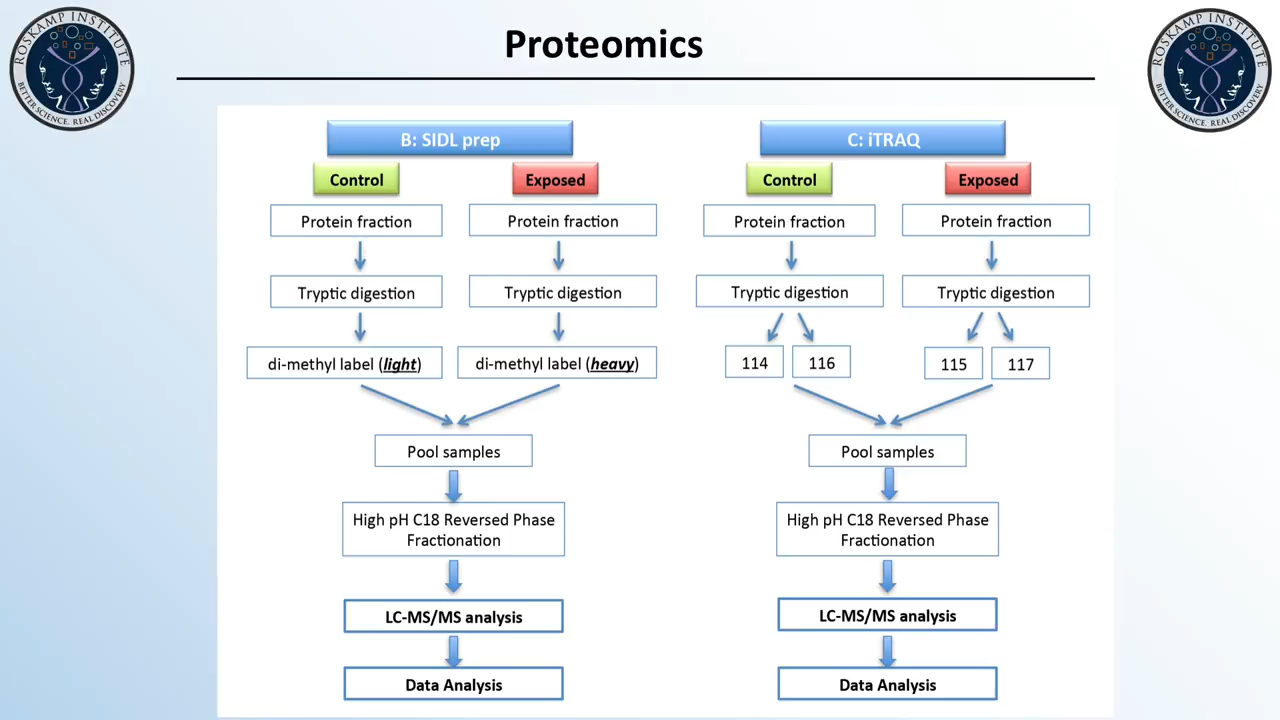 Proteomics
ROSKAMP INSTITUTE
BETTER SCIENCE. REAL DISCOVERY
ROSKAMP INSTITUTE
BETTER SCIENCE. REAL DISCOVERY
B: SIDL prep
Control
Exposed
Protein fraction
Protein fraction
Tryptic digestion
Tryptic digestion
di-methyl label (light)
di-methyl label (heavy)
Pool samples
High pH C18 Reversed Phase
Fractionation
LC-MS/MS analysis
Data Analysis
C: iTRAQ
Control
Exposed
Protein fraction
Protein fraction
Tryptic digestion
Tryptic digestion
114
116
115
117
Pool samples
High pH C18 Reversed Phase
Fractionation
LC-MS/MS analysis
Data Analysis